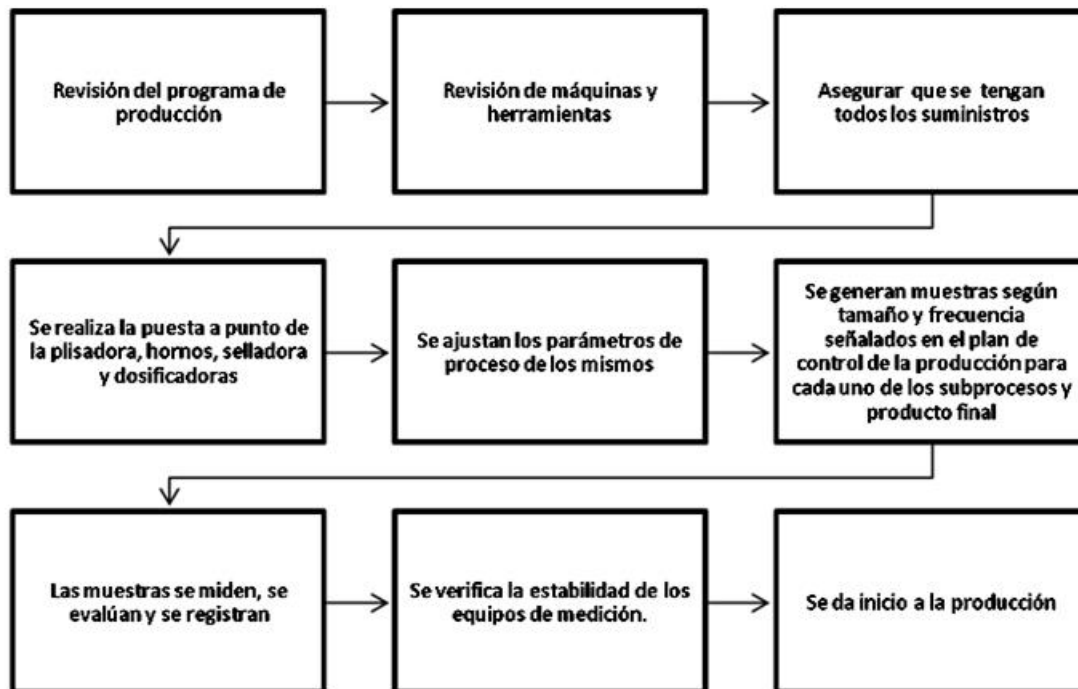 Revisión del programa de
producción
Revisión de máquinas y
herramientas
Asegurar que se tengan
todos los suministros
Se realiza la puesta a punto de
la plisadora, hornos, selladora
y dosificadoras
Se ajustan los parámetros de
proceso de los mismos
Se generan muestras según
tamaño y frecuencia
señalados en el plan de
control de la producción para
cada uno de los subprocesos y
producto final
Las muestras se miden, se
evalúan y se registran
Se verifica la estabilidad de los
equipos de medición.
Se da inicio a la producción